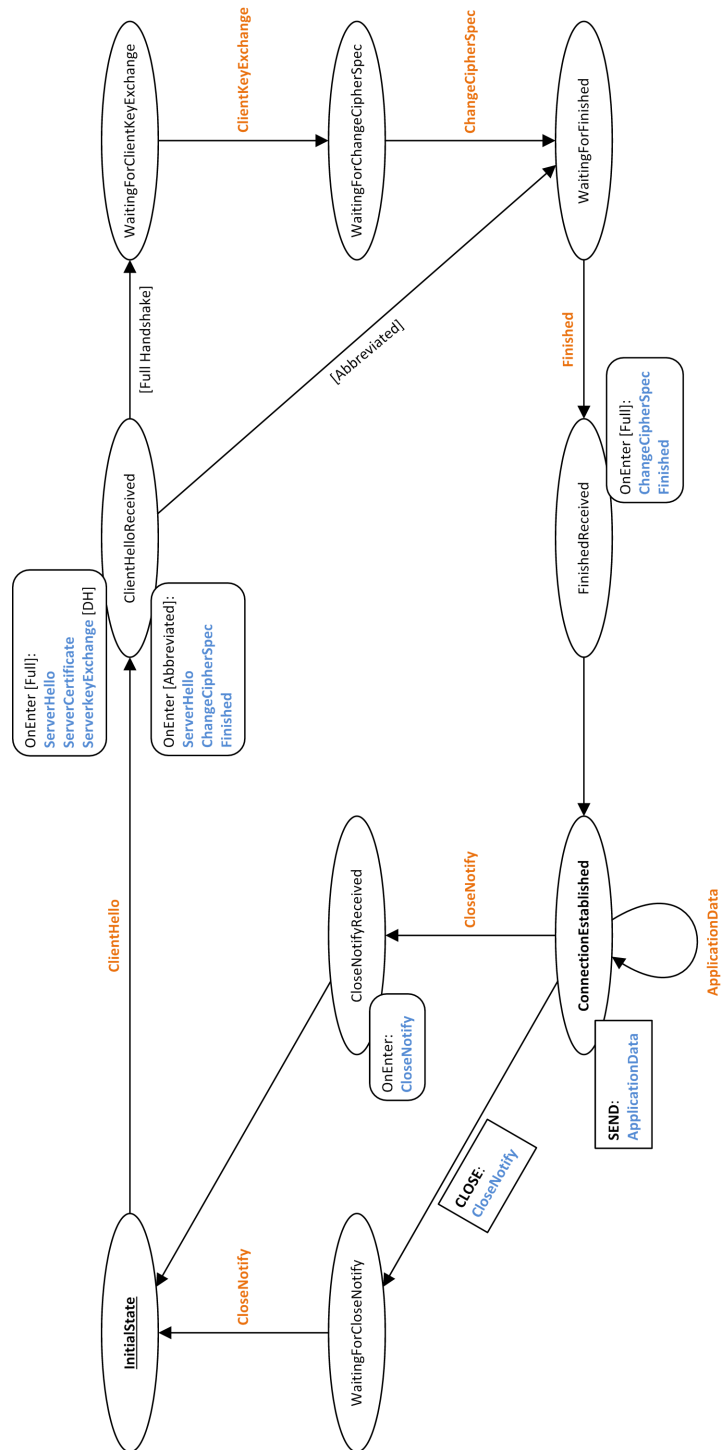 InitialState
ClientHello
OnEnter [Full]:
ServerHello
ServerCertificate
ServerkeyExchange [DH]
ClientHelloReceived
OnEnter [Abbreviated]:
ServerHello
ChangeCipherSpec
Finished
[Full Handshake]
WaitingForClientKeyExchange
ClientKeyExchange
[Abbreviated]
WaitingForChangeCipherSpec
ChangeCipherSpec
WaitingForFinished
Finished
FinishedReceived
OnEnter [Full]:
ChangeCipherSpec
Finished
ConnectionEstablished
ApplicationData
SEND:
ApplicationData
CloseNotify
CloseNotifyReceived
OnEnter:
CloseNotify
CLOSE:
CloseNotify
WaitingForCloseNotify
CloseNotify